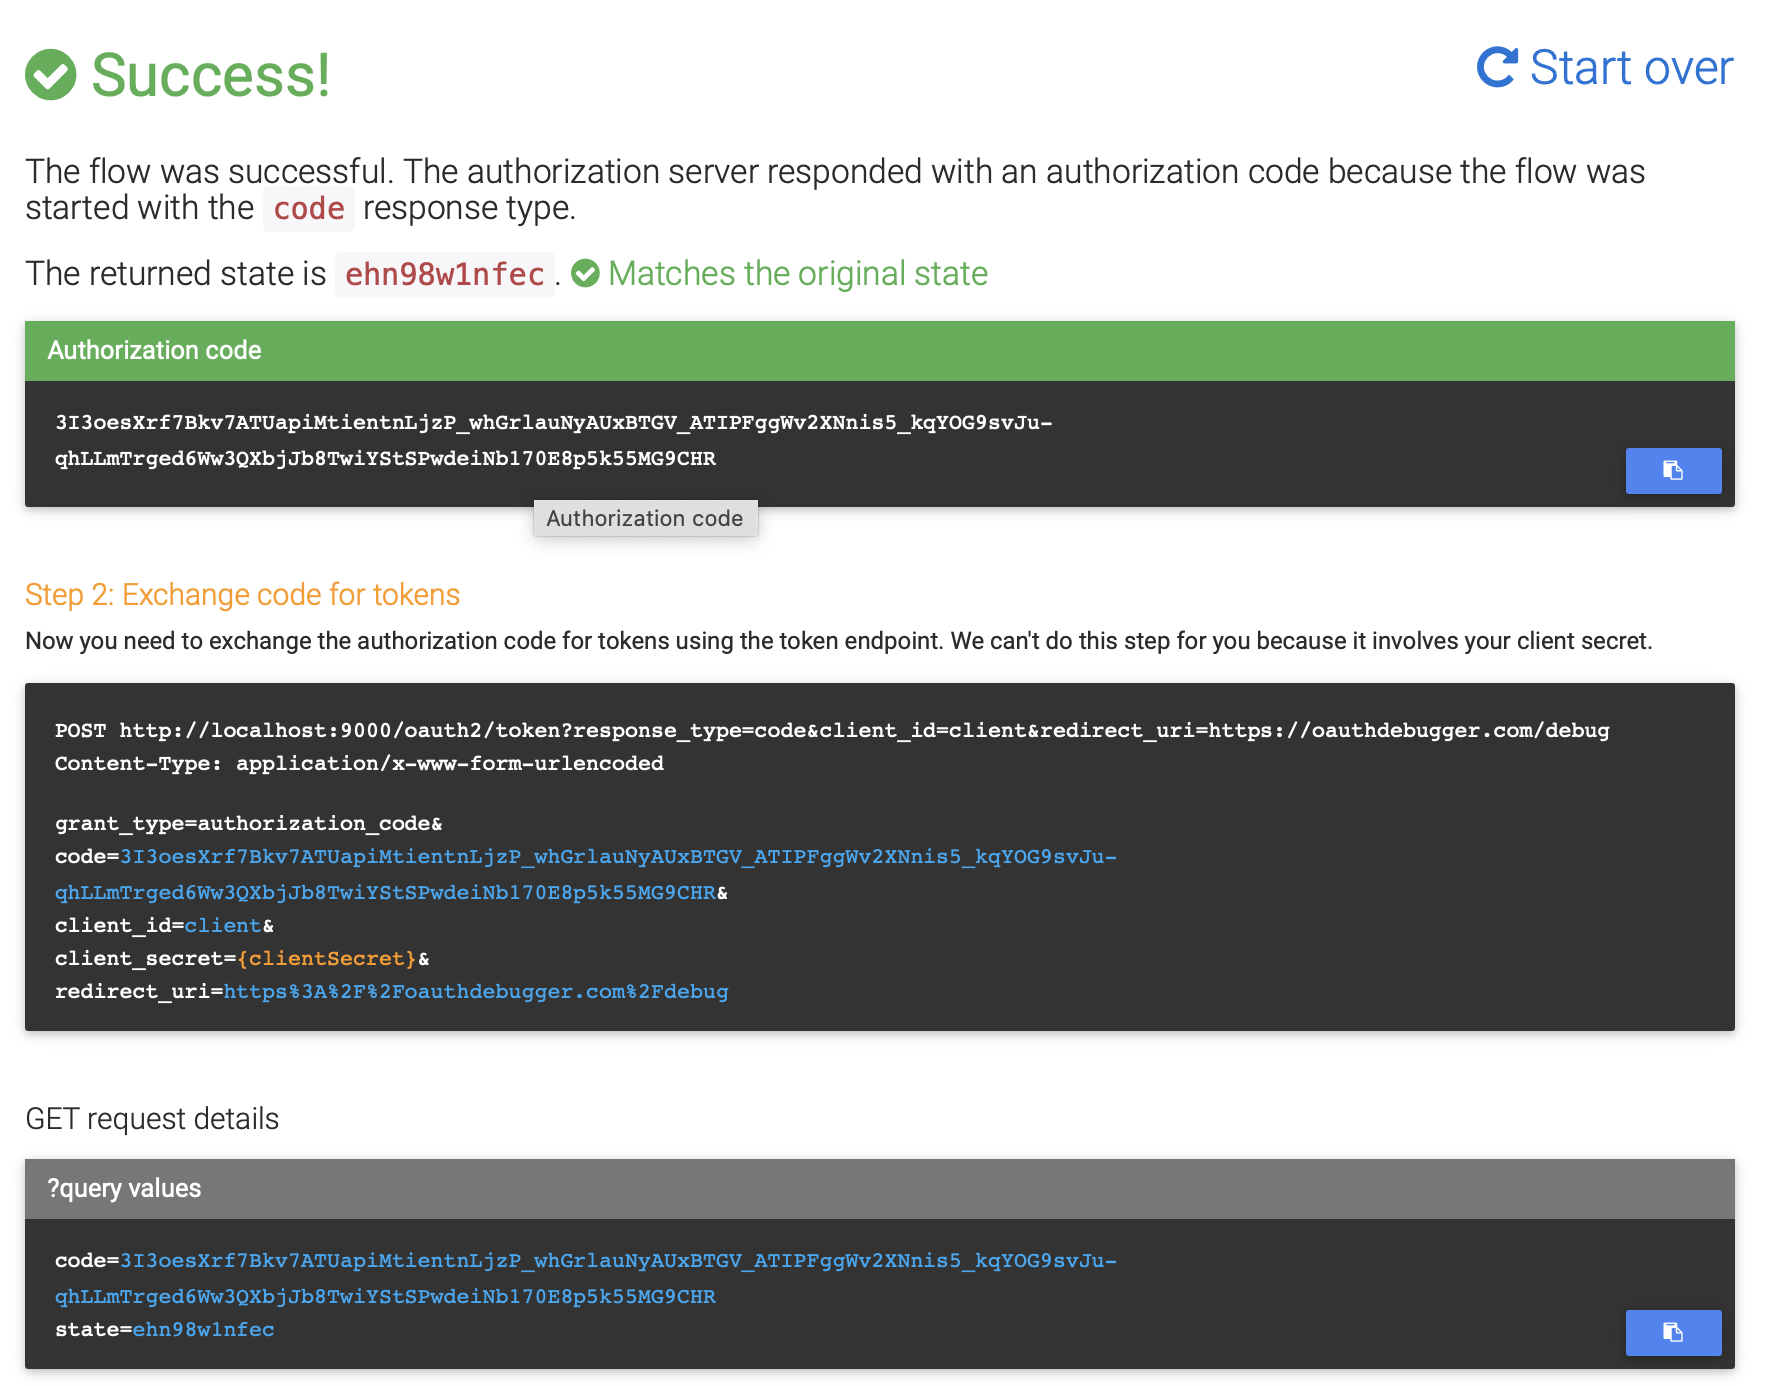 Success!
Start over
The flow was successful. The authorization server responded with an authorization code because the flow was
started with the code response type.
The returned state is ehn98w1nfec. Matches the original state
Authorization code
3I3oesXrf7Bkv7ATUapiMtientnLjzP_whGrlauNyAUxBTGV_ATIPFggWv2XNnis5_kqYOG9svJu-
qhLLmTrged6Ww3QXbjJb8TwiYStSPwdeiNb170E8p5k55MG9CHR
Authorization code
Step 2: Exchange code for tokens
Now you need to exchange the authorization code for tokens using the token endpoint. We can't do this step for you because it involves your client secret.
POST http://localhost:9000/oauth2/token?response_type=code&client_id=client&redirect_uri=https://oauthdebugger.com/debug
Content-Type: application/x-www-form-urlencoded
grant_type=authorization_code&
code=3I3oesXrf7Bkv7ATUapiMtientnLjzP_whGrlauNyAUxBTGV_ATIPFggWv2XNnis5_kqYOG9svJu-
qhLLmTrged6Ww3QXbjJb8TwiYStSPwdeiNb170E8p5k55MG9CHR&
client_id=client&
client_secret={clientSecret}&
redirect_uri=https%3A%2F%2Foauthdebugger.com%2Fdebug
GET request details
?query values
code=3I3oesXrf7Bkv7ATUapiMtientnLjzP_whGrlauNyAUxBTGV_ATIPFggWv2XNnis5_kqYOG9svJu-
qhLLmTrged6Ww3QXbjJb8TwiYStSPwdeiNb170E8p5k55MG9CHR
state=ehn98w1nfec